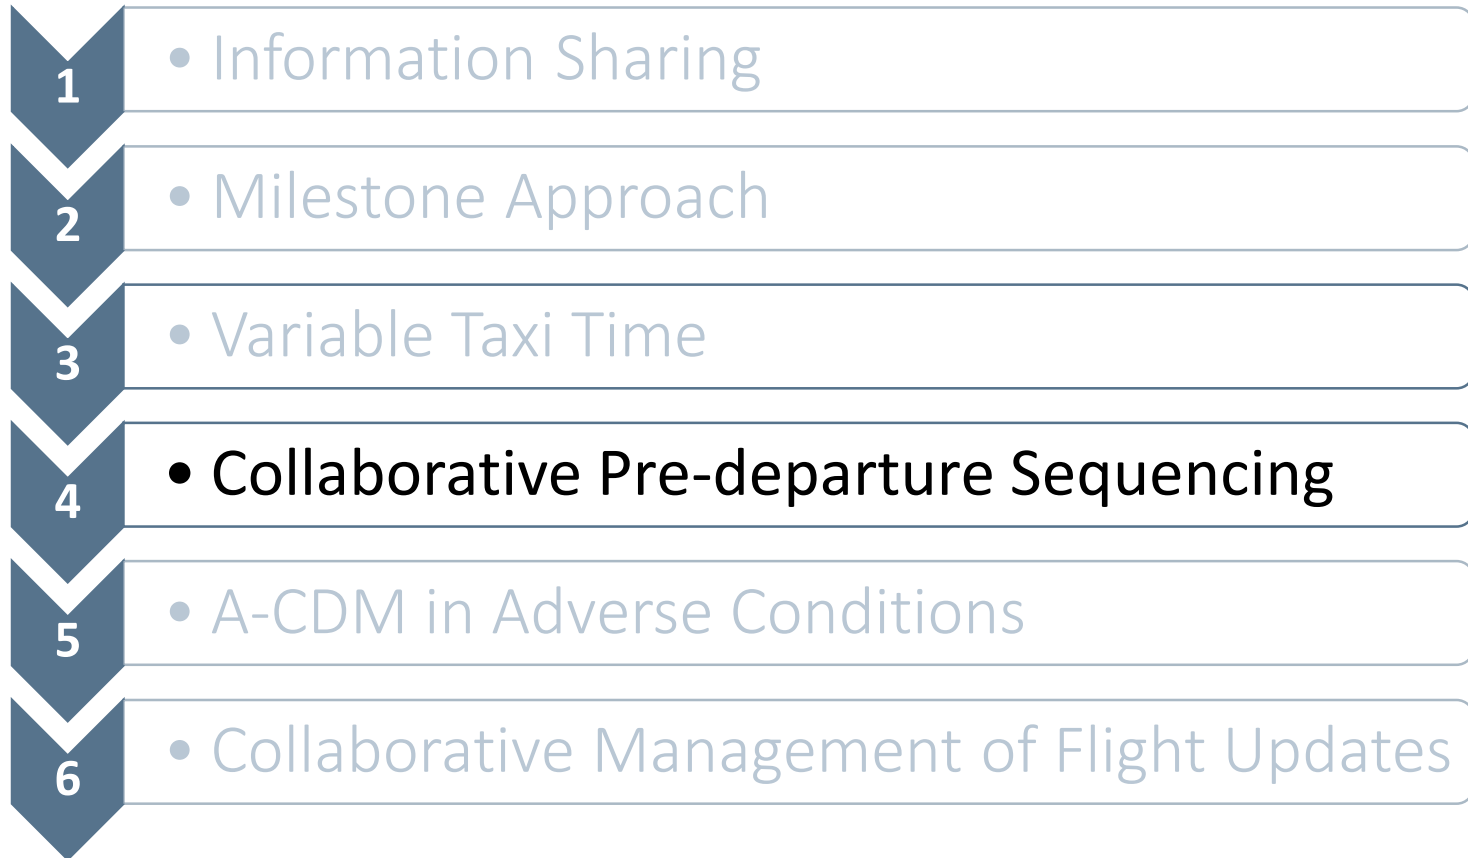 1 • Information Sharing
2 • Milestone Approach
3 • Variable Taxi Time
4 • Collaborative Pre-departure Sequencing
5 • A-CDM in Adverse Conditions
6 • Collaborative Management of Flight Updates